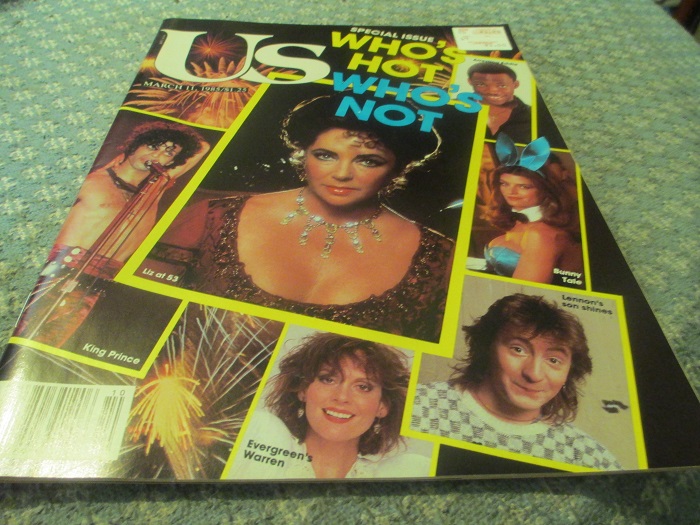 US
SPECIAL ISSUE
WHO'S
HOT
WHO'S
NOT
MARCH 11, 1985/$1.25
Liz at 53
King Prince
Bunny
Tale
Lennon's
son shines
Evergreen's
Warren
10